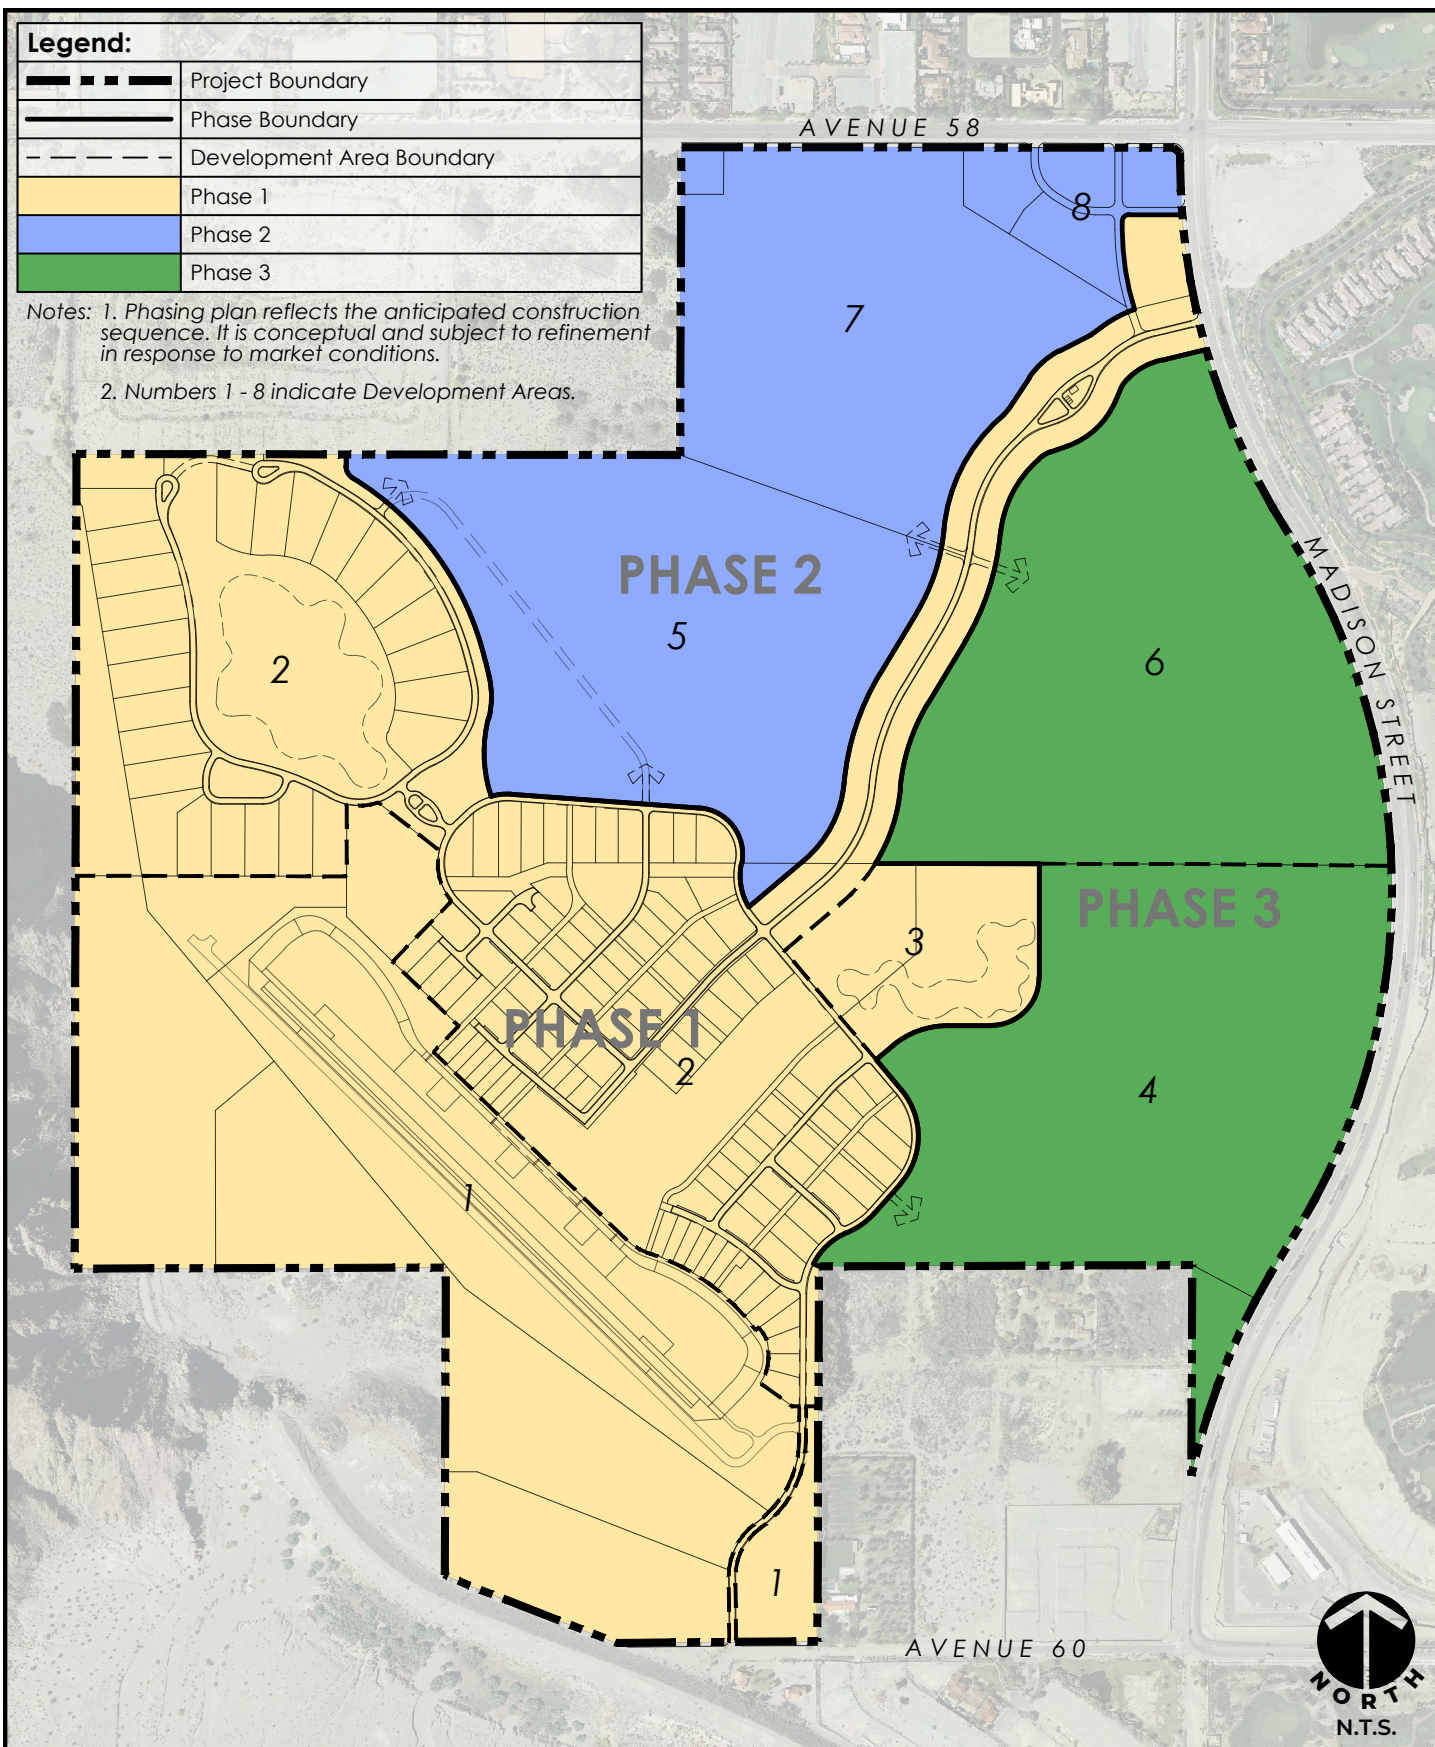 Legend:
Project Boundary
Phase Boundary
Development Area Boundary
Phase 1
Phase 2
Phase 3
Notes: 1. Phasing plan reflects the anticipated construction
sequence. It is conceptual and subject to refinement
in response to market conditions.
2. Numbers 1 - 8 indicate Development Areas.
AVENUE 58
8
7
MADISON STREET
PHASE 2
5
6
2
PHASE 3
3
PHASE 1
2
4
1
1
AVENUE 60
NORTH
N.T.S.